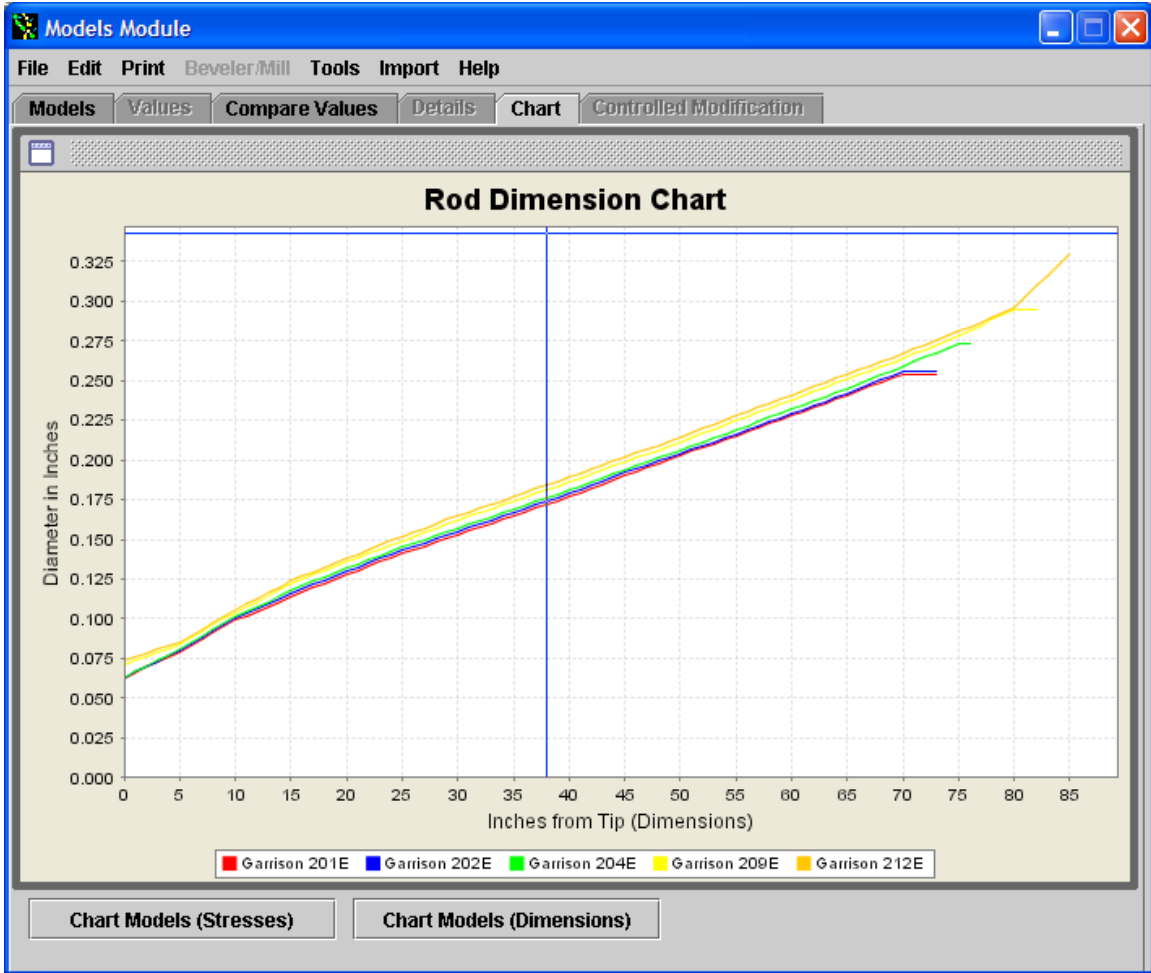 Models Module
File Edit Print Beveler/Mill Tools Import Help
Models Values Compare Values Details Chart Controlled Modification
Rod Dimension Chart
Diameter in Inches
0.325
0.300
0.275
0.250
0.225
0.200
0.175
0.150
0.125
0.100
0.075
0.050
0.025
0.000
0 5 10 15 20 25 30 35 40 45 50 55 60 65 70 75 80 85
Inches from Tip (Dimensions)
Garrison 201E Garrison 202E Garrison 204E Garrison 209E Garrison 212E
Chart Models (Stresses) Chart Models (Dimensions)